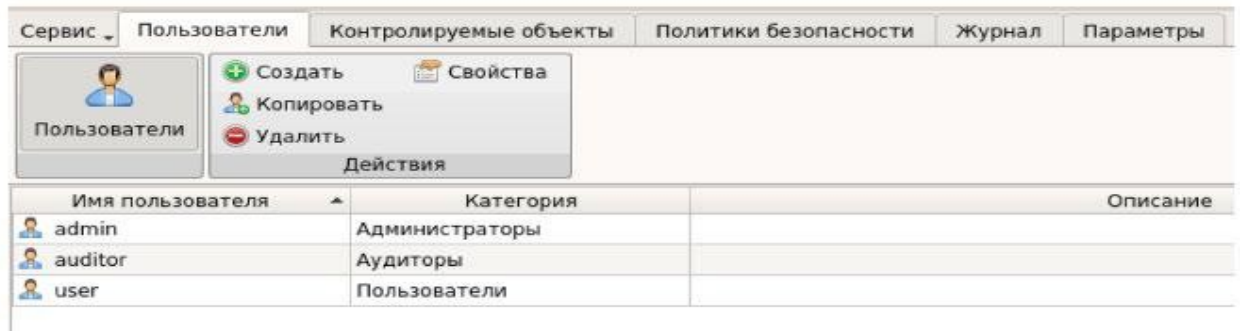 Сервис Пользователи Контролируемые объекты Политики безопасности Журнал Параметры
Пользователи
Создать Свойства
Копировать
Удалить
Действия
Имя пользователя Категория Описание
admin Администраторы
auditor Аудиторы
user Пользователи